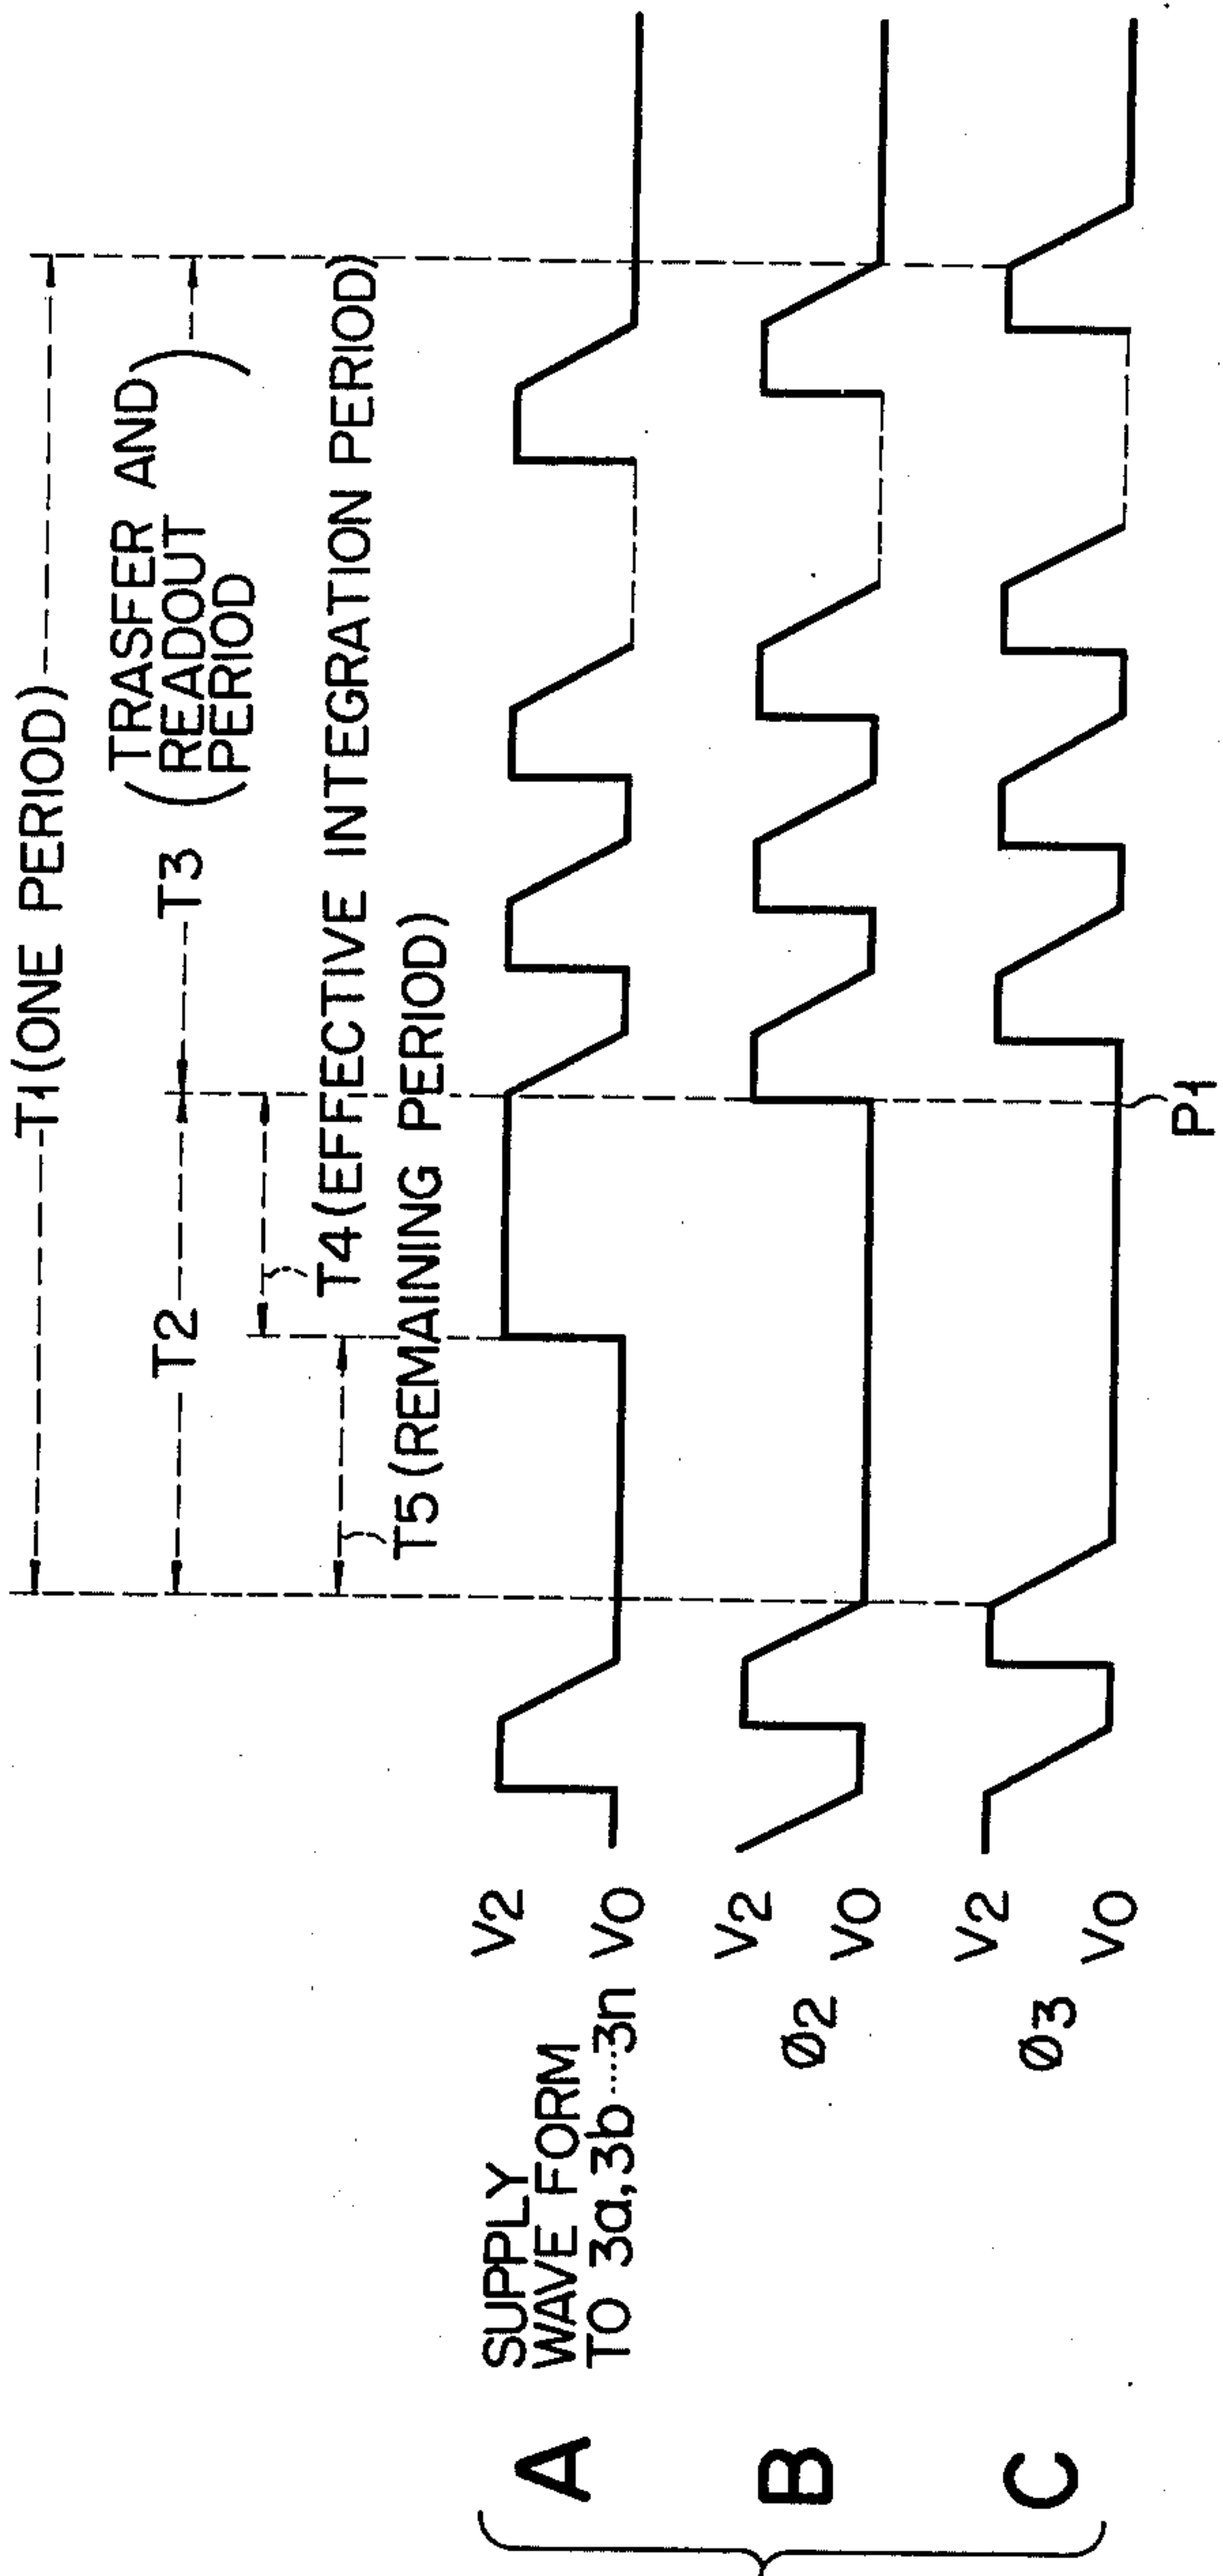 T1 (ONE PERIOD)
T2
T3
(TRASFER AND
READOUT
PERIOD)
T4 (EFFECTIVE INTEGRATION PERIOD)
T5 (REMAINING PERIOD)
A
SUPPLY
WAVE FORM
TO 3a, 3b ····· 3n
V2
V0
B
Ø2
V2
V0
C
Ø3
V2
V0
P1